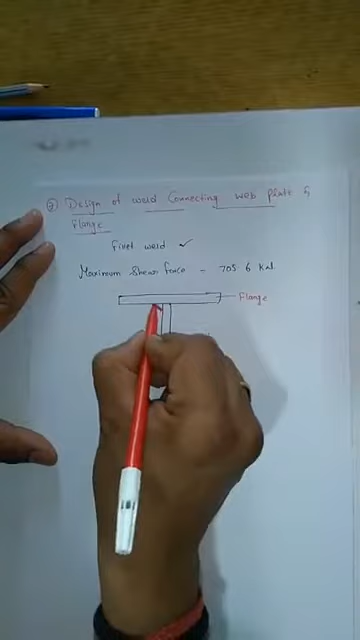 ⑦ Design of weld Connecting web plate &
flange
fillet weld ✓
Maximum Shear force = 705.6 KN.
Flange